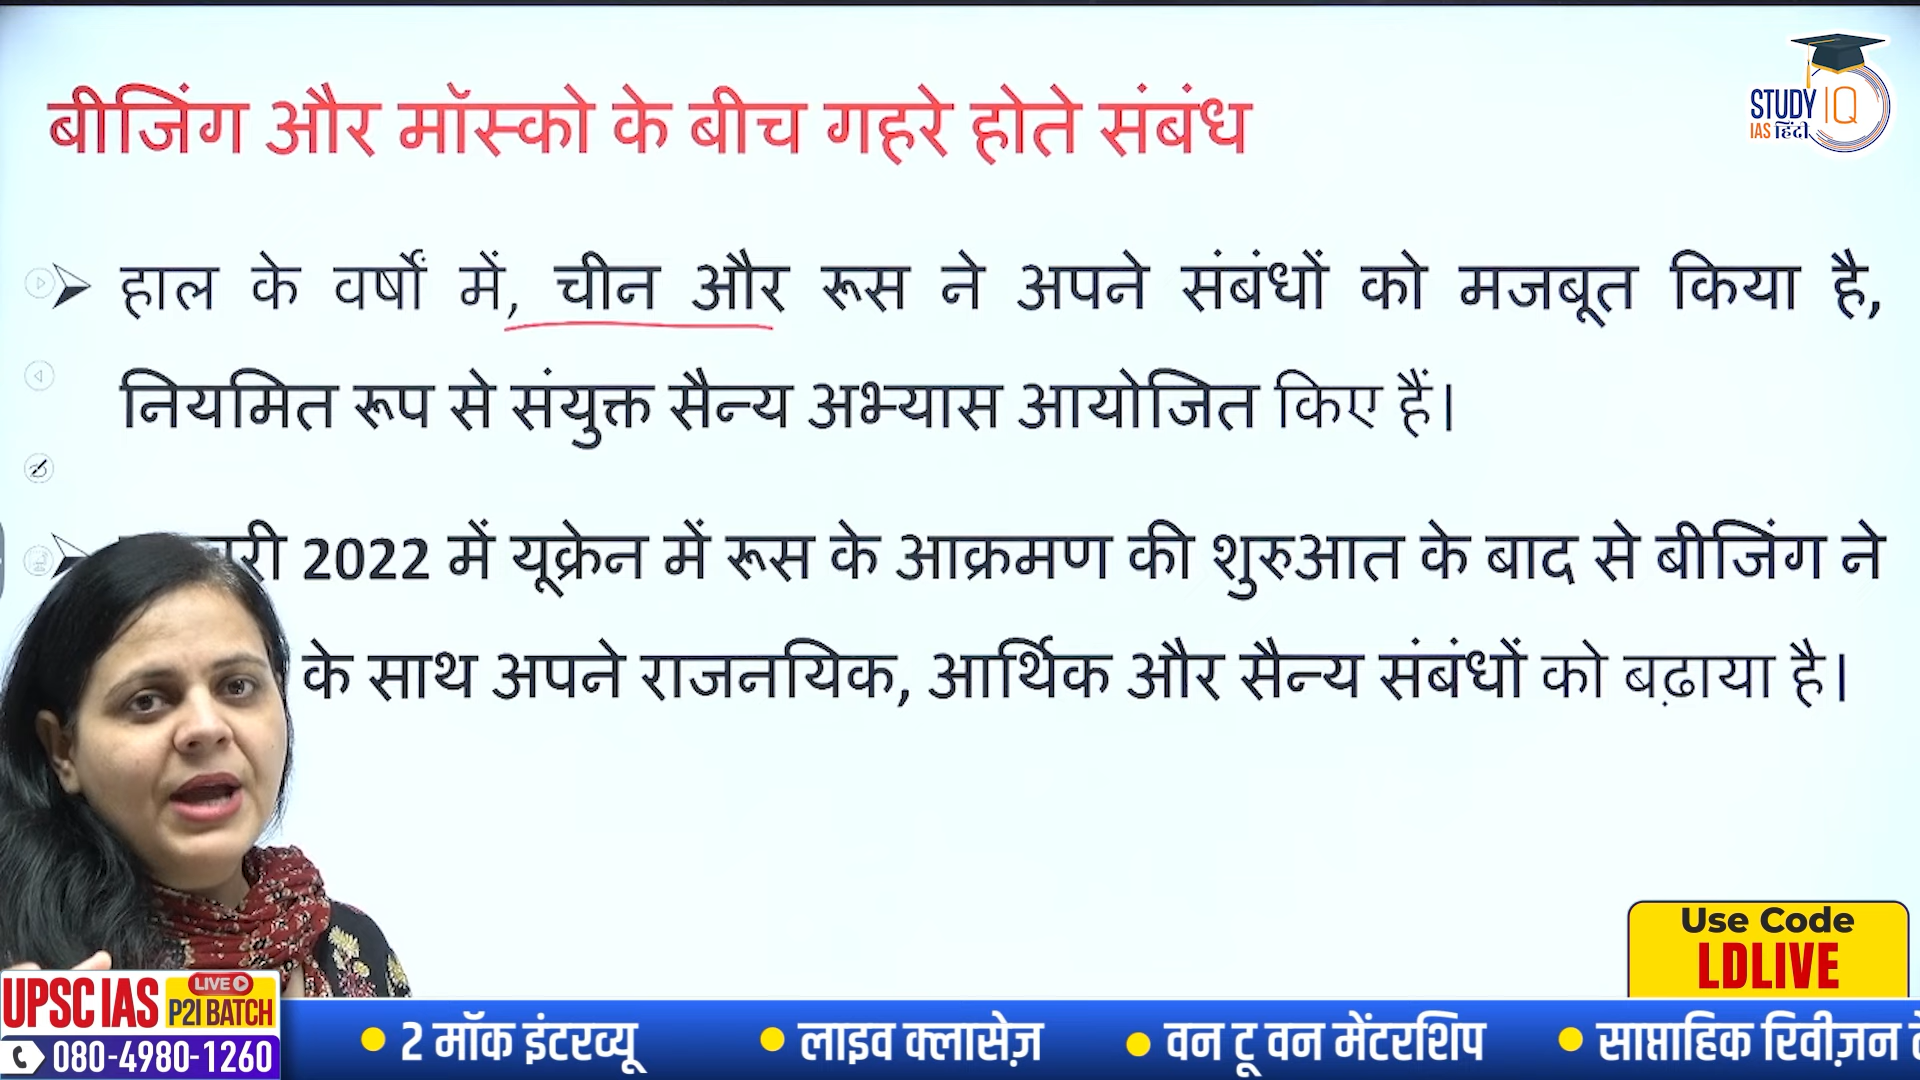 बीजिंग और मॉस्को के बीच गहरे होते संबंध
STUDY IQ
IAS हिंदी
हाल के वर्षों में, चीन और रूस ने अपने संबंधों को मजबूत किया है,
नियमित रूप से संयुक्त सैन्य अभ्यास आयोजित किए हैं।
2022 में यूक्रेन में रूस के आक्रमण की शुरुआत के बाद से बीजिंग ने
के साथ अपने राजनयिक, आर्थिक और सैन्य संबंधों को बढ़ाया है।
Use Code
LDLIVE
UPSC IAS LIVE P2I BATCH
080-4980-1260
2 मॉक इंटरव्यू • लाइव क्लासेज़ • वन टू वन मेंटरशिप • साप्ताहिक रिवीज़न